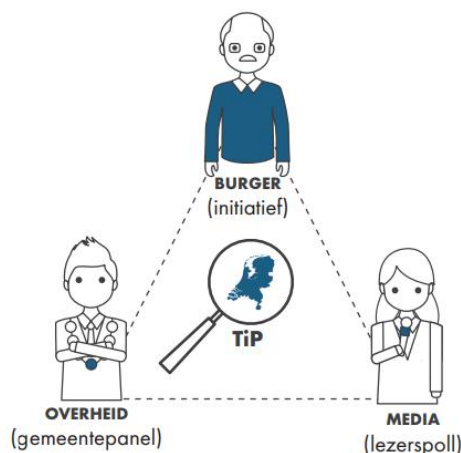 BURGER
(initiatief)
TiP
OVERHEID
(gemeentepanel)
MEDIA
(lezerspoll)